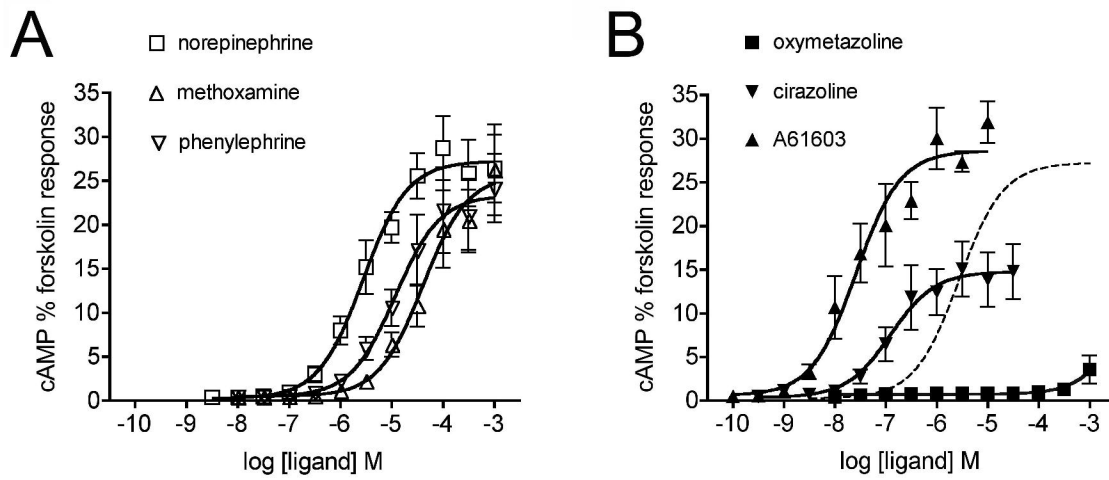 A
norepinephrine
methoxamine
phenylephrine
cAMP % forskolin response
35
30
25
20
15
10
5
0
-10 -9 -8 -7 -6 -5 -4 -3
log [ligand] M
B
oxymetazoline
cirazoline
A61603
cAMP % forskolin response
35
30
25
20
15
10
5
0
-10 -9 -8 -7 -6 -5 -4 -3
log [ligand] M